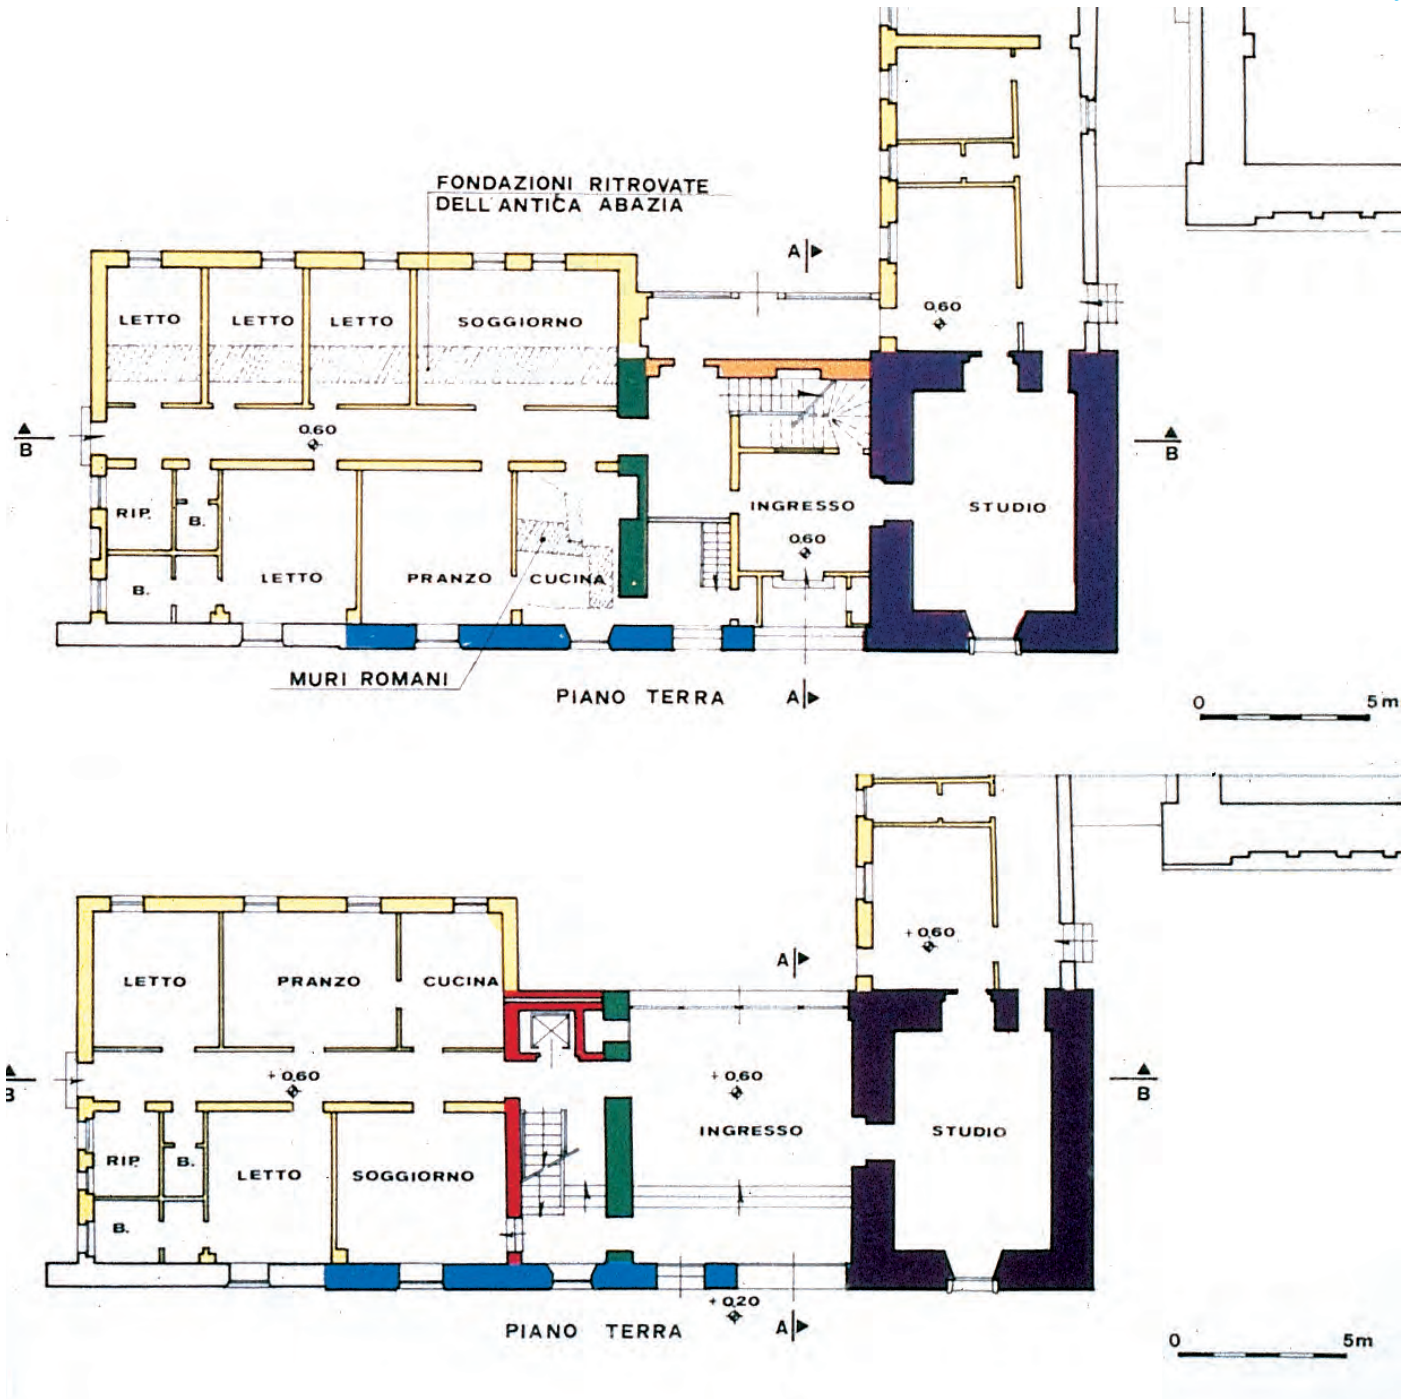 FONDAZIONI RITROVATE
DELL'ANTICA ABAZIA
A
0,60
LETTO
LETTO
LETTO
SOGGIORNO
0,60
B
B
RIP.
B.
INGRESSO
STUDIO
0,60
B.
LETTO
PRANZO
CUCINA
MURI ROMANI
PIANO TERRA
A
0
5m
+0,60
A
LETTO
PRANZO
CUCINA
+0,60
+0,60
B
B
INGRESSO
STUDIO
RIP.
B.
LETTO
SOGGIORNO
B.
+0,20
PIANO TERRA
A
0
5m